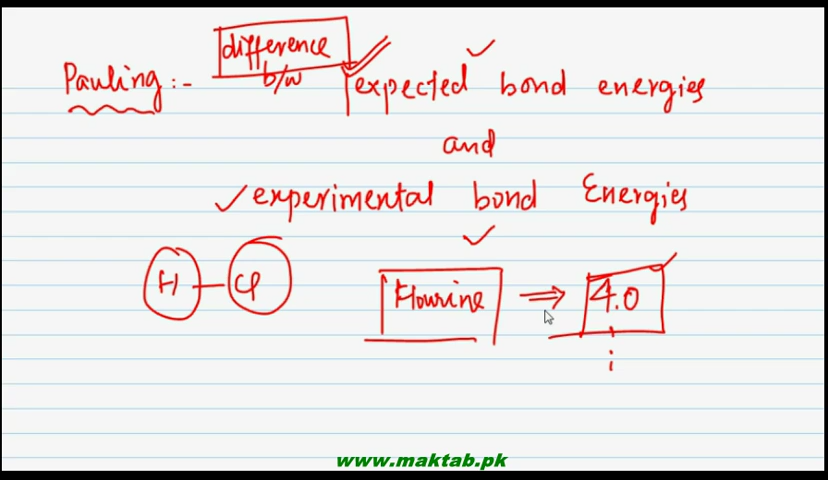 difference
Pauling:- b/w expected bond energies
and
experimental bond Energies
H-Cl Flourine ⇒ 4.0
i
www.maktab.pk